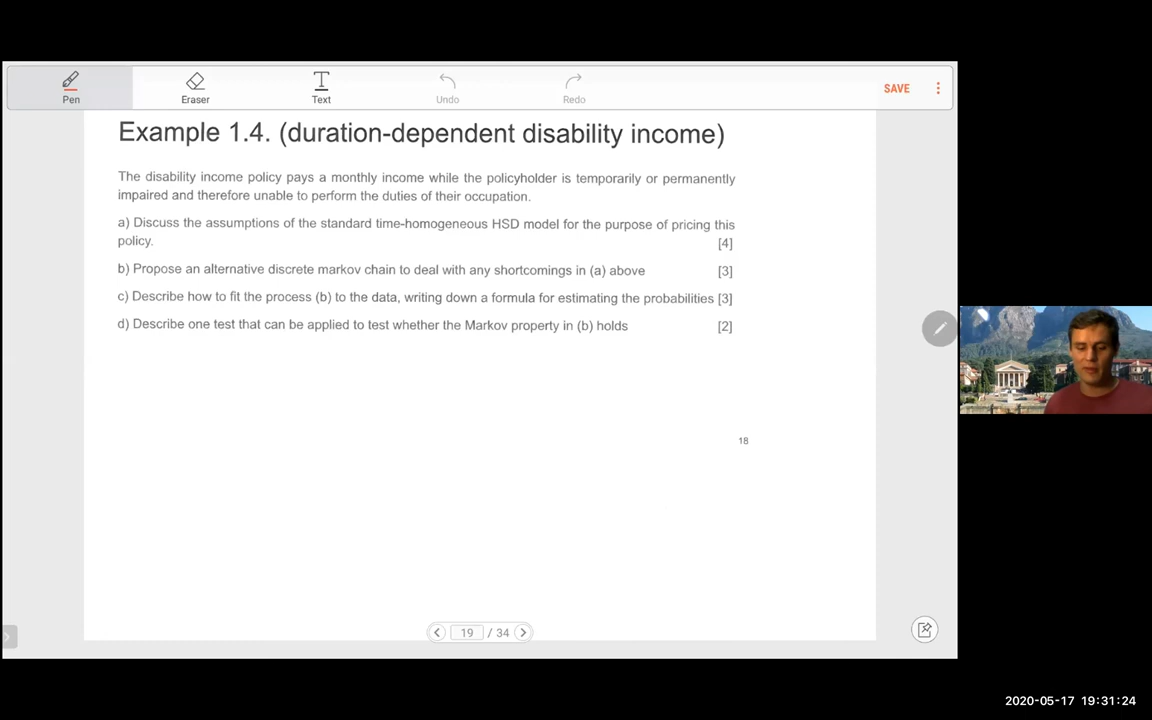 Pen
Eraser
Text
Undo
Redo
SAVE
Example 1.4. (duration-dependent disability income)
The disability income policy pays a monthly income while the policyholder is temporarily or permanently
impaired and therefore unable to perform the duties of their occupation.
a) Discuss the assumptions of the standard time-homogeneous HSD model for the purpose of pricing this
policy. [4]
b) Propose an alternative discrete markov chain to deal with any shortcomings in (a) above [3]
c) Describe how to fit the process (b) to the data, writing down a formula for estimating the probabilities [3]
d) Describe one test that can be applied to test whether the Markov property in (b) holds [2]
18
19 / 34
2020-05-17 19:31:24